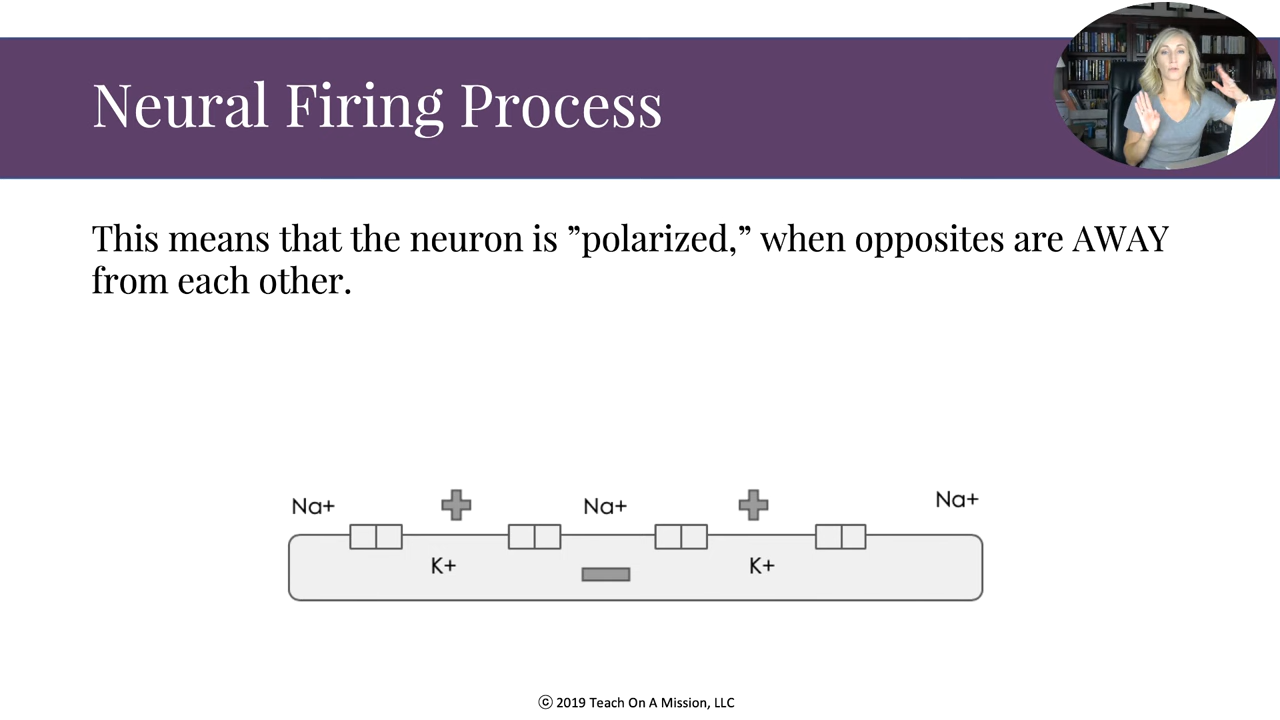 Neural Firing Process
This means that the neuron is ”polarized,” when opposites are AWAY
from each other.
Na+ Na+ Na+
K+ K+
ⓒ 2019 Teach On A Mission, LLC